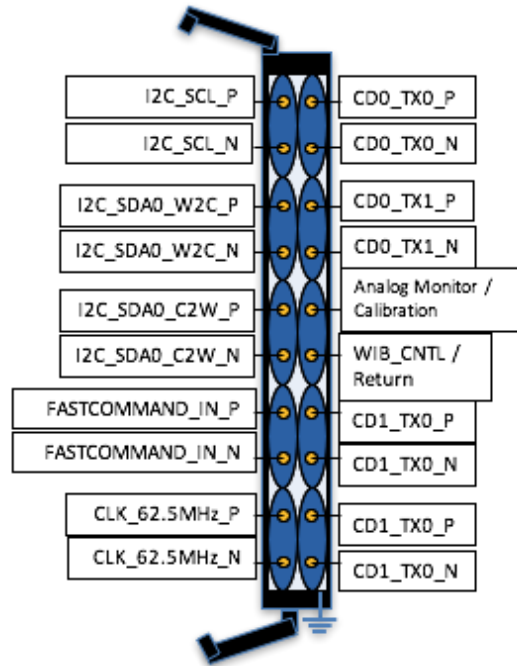 I2C_SCL_P
I2C_SCL_N
I2C_SDA0_W2C_P
I2C_SDA0_W2C_N
I2C_SDA0_C2W_P
I2C_SDA0_C2W_N
FASTCOMMAND_IN_P
FASTCOMMAND_IN_N
CLK_62.5MHz_P
CLK_62.5MHz_N
CD0_TX0_P
CD0_TX0_N
CD0_TX1_P
CD0_TX1_N
Analog Monitor /
Calibration
WIB_CNTL /
Return
CD1_TX0_P
CD1_TX0_N
CD1_TX0_P
CD1_TX0_N